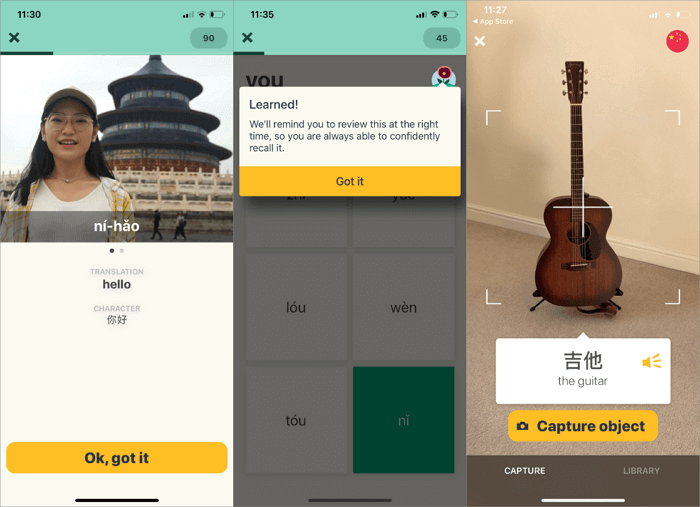 11:30
90
ní-hǎo
TRANSLATION
hello
CHARACTER
你好
Ok, got it
11:35
45
you
Learned!
We'll remind you to review this at the right
time, so you are always able to confidently
recall it.
Got it
lóu
wèn
tóu
nǐ
11:27
App Store
吉他
the guitar
Capture object
CAPTURE
LIBRARY